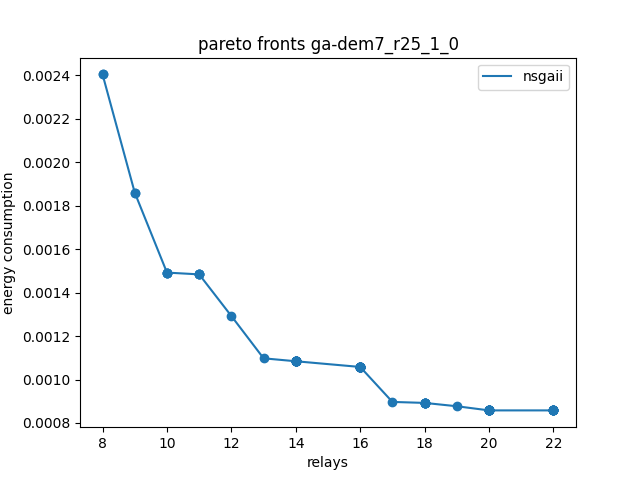 pareto fronts ga-dem7_r25_1_0
nsgaii
energy consumption
0.0024
0.0022
0.0020
0.0018
0.0016
0.0014
0.0012
0.0010
0.0008
8 10 12 14 16 18 20 22
relays